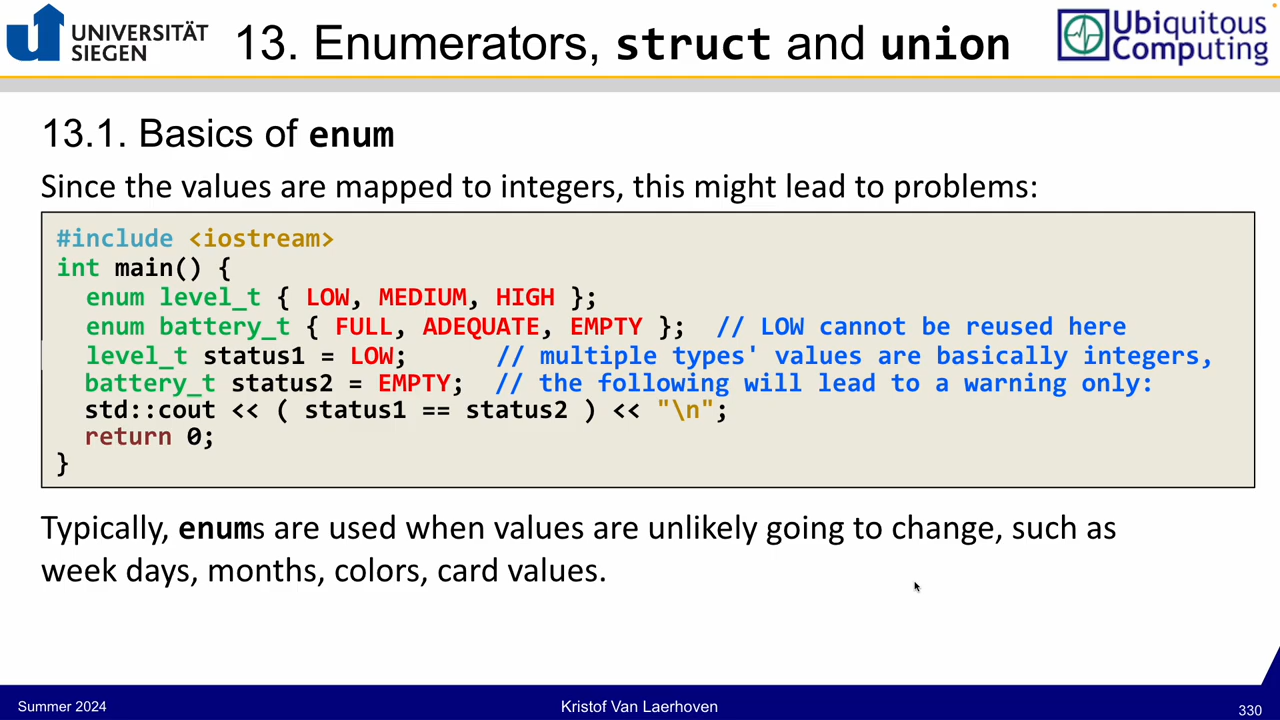 UNIVERSITÄT
SIEGEN
13. Enumerators, struct and union
Ubiquitous
Computing
13.1. Basics of enum
Since the values are mapped to integers, this might lead to problems:
#include <iostream>
int main() {
  enum level_t { LOW, MEDIUM, HIGH };
  enum battery_t { FULL, ADEQUATE, EMPTY };  // LOW cannot be reused here
  level_t status1 = LOW;      // multiple types' values are basically integers,
  battery_t status2 = EMPTY;  // the following will lead to a warning only:
  std::cout << ( status1 == status2 ) << "\n";
  return 0;
}
Typically, enums are used when values are unlikely going to change, such as
week days, months, colors, card values.
Summer 2024
Kristof Van Laerhoven
330